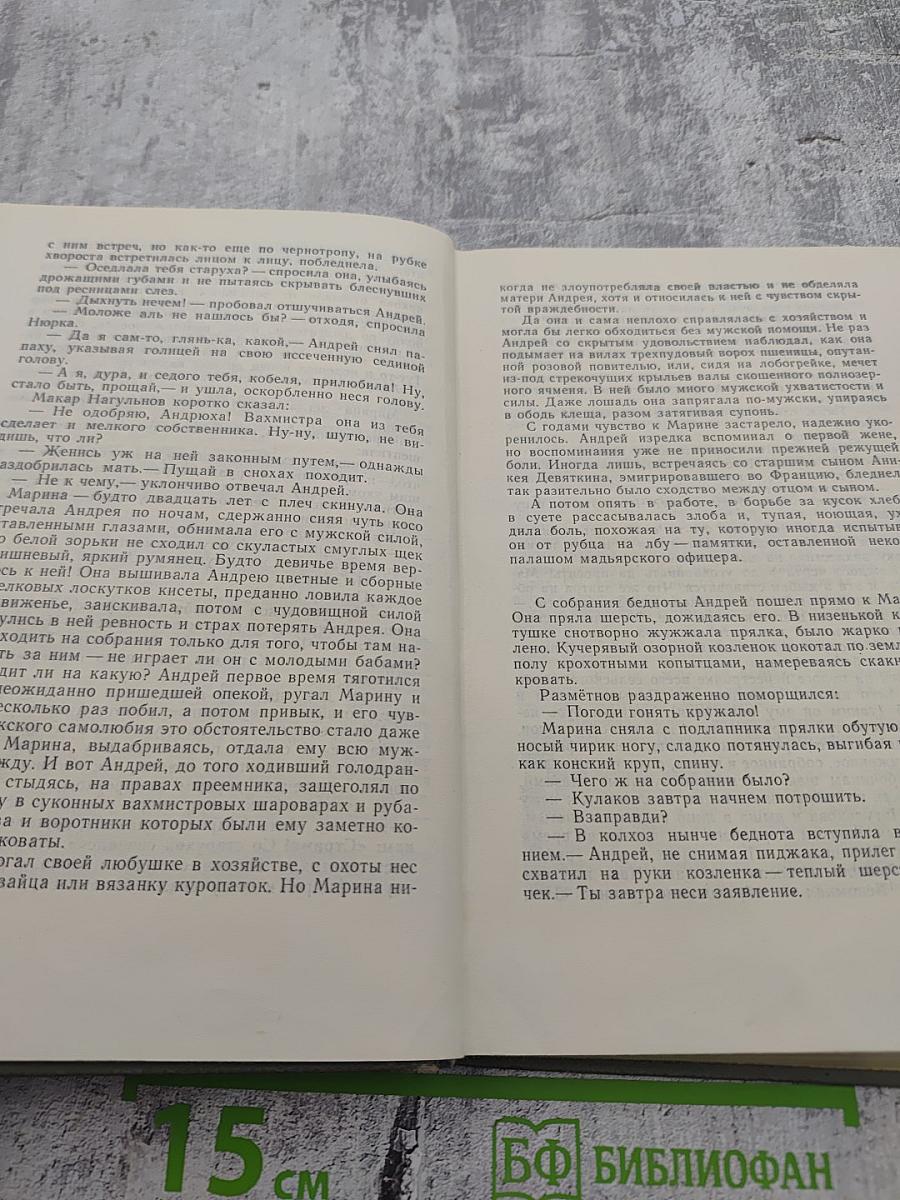 с ним встреч, но как-то еще по чернотропу, на рубке
хвороста встретилась лицом к лицу, побледнела.
— Оседлала тебя старуха? — спросила она, улыбаясь
дрожащими губами и не пытаясь скрывать блеснувших
под ресницами слез.
— Дыхнуть нечем! — пробовал отшучиваться Андрей.
— Моложе аль не нашлось бы? — отходя, спросила
Нюрка.
— Да я сам-то, глянь-ка, какой,— Андрей снял па-
паху, указывая голицей на свою иссеченную сединой
голову.
— А я, дура, и седого тебя, кобеля, прилюбила! Ну,
стало быть, прощай,— и ушла, оскорбленно неся голову.
Макар Нагульнов коротко сказал:
— Не одобряю, Андрюха! Вахмистра она из тебя
сделает и мелкого собственника. Ну-ну, шутю, не ви-
дишь, что ли?
— Женись уж на ней законным путем,— однажды
раздобрилась мать.— Пущай в снохах походит.
— Не к чему,— уклончиво отвечал Андрей.
Марина — будто двадцать лет с плеч скинула. Она
тречала Андрея по ночам, сдержанно сияя чуть косо
ставленными глазами, обнимала его с мужской силой,
о белой зорьки не сходил со скуластых смуглых щек
ишневый, яркий румянец. Будто девичье время вер-
ось к ней! Она вышивала Андрею цветные и сборные
елковых лоскутков кисеты, преданно ловила каждое
виженье, заискивала, потом с чудовищной силой
нулись в ней ревность и страх потерять Андрея. Она
ходить на собрания только для того, чтобы там на-
ть за ним — не играет ли он с молодыми бабами?
дит ли на какую? Андрей первое время тяготился
неожиданно пришедшей опекой, ругал Марину и
есколько раз побил, а потом привык, и его чув-
жского самолюбия это обстоятельство стало даже
Марина, выдабриваясь, отдала ему всю муж-
жду. И вот Андрей, до того ходивший голодран-
стыдясь, на правах преемника, защеголял по
у в суконных вахмистровых шароварах и руба-
ва и воротники которых были ему заметно ко-
коваты.
огал своей любушке в хозяйстве, с охоты нес
зайца или вязанку куропаток. Но Марина ни-
когда не злоупотребляла своей властью и не обделяла
матери Андрея, хотя и относилась к ней с чувством скры-
той враждебности.
Да она и сама неплохо справлялась с хозяйством и
могла бы легко обходиться без мужской помощи. Не раз
Андрей со скрытым удовольствием наблюдал, как она
подымает на вилах трехпудовый ворох пшеницы, опутан-
ной розовой повителью, или, сидя на лобогрейке, мечет
из-под стрекочущих крыльев валы скошенного полнозер-
ного ячменя. В ней было много мужской ухватистости и
силы. Даже лошадь она запрягала по-мужски, упираясь
в ободь клеща, разом затягивая супонь.
С годами чувство к Марине застарело, надежно уко-
ренилось. Андрей изредка вспоминал о первой жене,
но воспоминания уже не приносили прежней режущей
боли. Иногда лишь, встречаясь со старшим сыном Ани-
кея Девяткина, эмигрировавшего во Францию, бледнел
так разительно было сходство между отцом и сыном.
А потом опять в работе, в борьбе за кусок хлеб
в суете рассасывалась злоба и, тупая, ноющая, ух
дила боль, похожая на ту, которую иногда испытыв
он от рубца на лбу — памятки, оставленной неко
палашом мадьярского офицера.
С собрания бедноты Андрей пошел прямо к Ма
Она пряла шерсть, дожидаясь его. В низенькой к
тушке снотворно жужжала прялка, было жарко н
лено. Кучерявый озорной козленок цокотал по зем
полу крохотными копытцами, намереваясь скакн
кровать.
Размётнов раздраженно поморщился:
— Погоди гонять кружало!
Марина сняла с подлапника прялки обутую
носый чирик ногу, сладко потянулась, выгибая
как конский круп, спину.
— Чего ж на собрании было?
— Кулаков завтра начнем потрошить.
— Взаправди?
— В колхоз нынче беднота вступила в
нием.— Андрей, не снимая пиджака, прилег
схватил на руки козленка — теплый шерс
чек.— Ты завтра неси заявление.
15 см
БФ БИБЛИОФАН